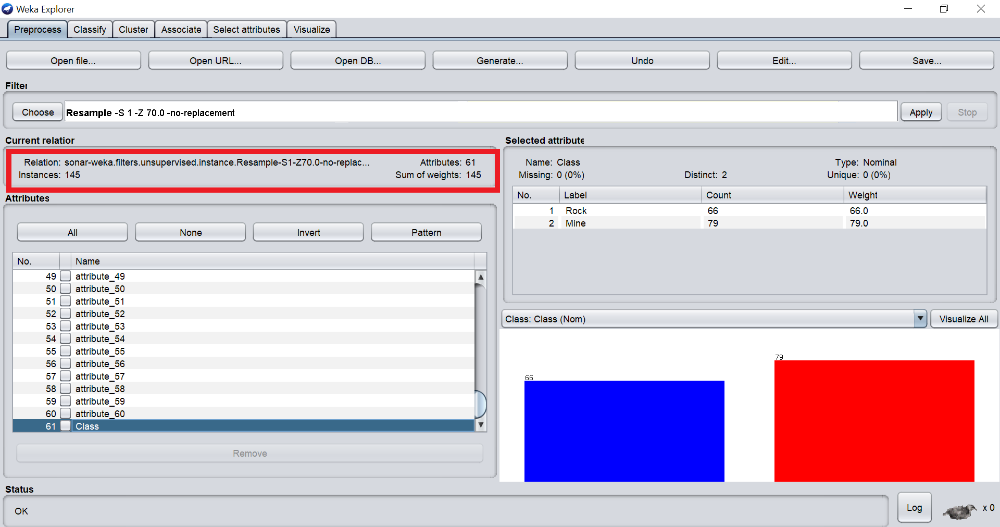 Weka Explorer
Preprocess Classify Cluster Associate Select attributes Visualize
Open file... Open URL... Open DB... Generate... Undo Edit... Save...
Filter
Choose Resample -S 1 -Z 70.0 -no-replacement Apply Stop
Current relation
Relation: sonar-weka.filters.unsupervised.instance.Resample-S1-Z70.0-no-replac... Attributes: 61
Instances: 145 Sum of weights: 145
Attributes
All None Invert Pattern
No. Name
49 attribute_49
50 attribute_50
51 attribute_51
52 attribute_52
53 attribute_53
54 attribute_54
55 attribute_55
56 attribute_56
57 attribute_57
58 attribute_58
59 attribute_59
60 attribute_60
61 Class
Remove
Selected attribute
Name: Class Type: Nominal
Missing: 0 (0%) Distinct: 2 Unique: 0 (0%)
No. Label Count Weight
1 Rock 66 66.0
2 Mine 79 79.0
Class: Class (Nom) Visualize All
66 79
Status
OK
Log x 0